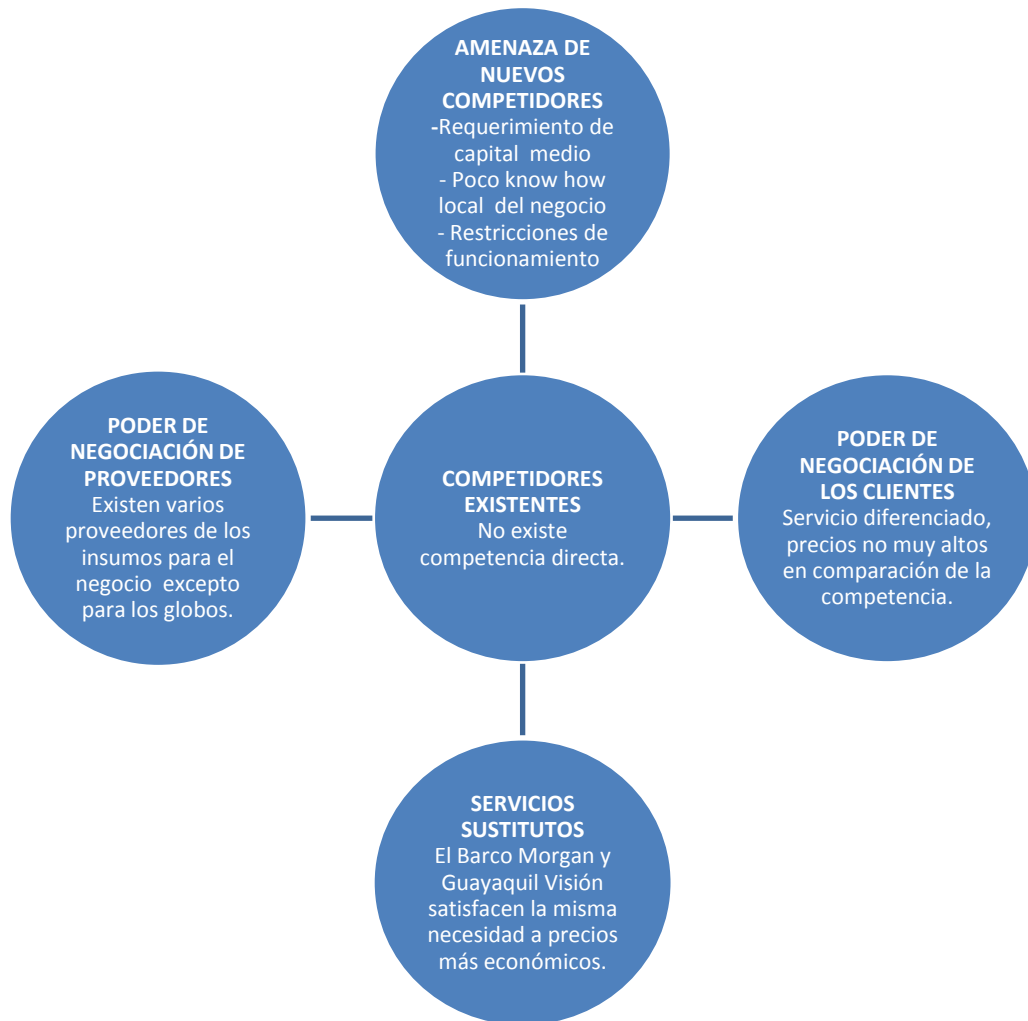 AMENAZA DE
NUEVOS
COMPETIDORES
-Requerimiento de
capital medio
- Poco know how
local del negocio
- Restricciones de
funcionamiento
PODER DE
NEGOCIACIÓN DE
PROVEEDORES
Existen varios
proveedores de los
insumos para el
negocio excepto
para los globos.
COMPETIDORES
EXISTENTES
No existe
competencia directa.
PODER DE
NEGOCIACIÓN DE
LOS CLIENTES
Servicio diferenciado,
precios no muy altos
en comparación de la
competencia.
SERVICIOS
SUSTITUTOS
El Barco Morgan y
Guayaquil Visión
satisfacen la misma
necesidad a precios
más económicos.